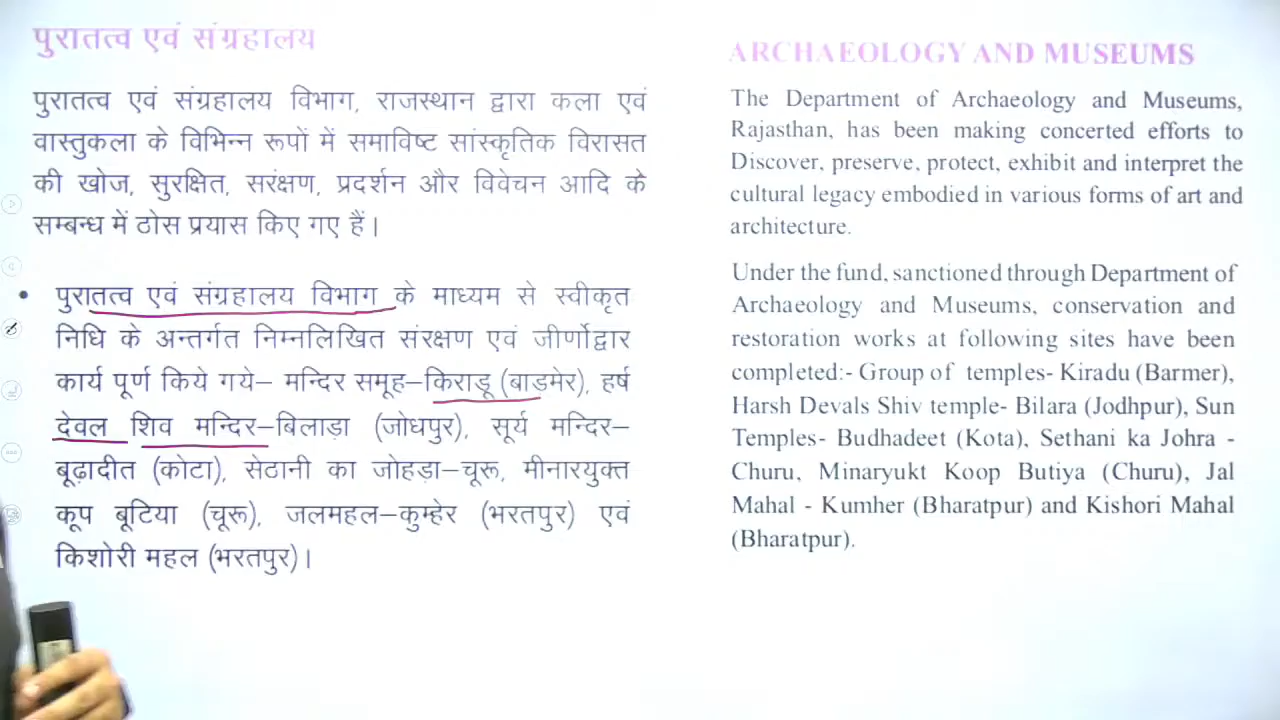 पुरातत्व एवं संग्रहालय
पुरातत्व एवं संग्रहालय विभाग, राजस्थान द्वारा कला एवं
वास्तुकला के विभिन्न रूपों में समाविष्ट सांस्कृतिक विरासत
की खोज, सुरक्षित, सरंक्षण, प्रदर्शन और विवेचन आदि के
सम्बन्ध में ठोस प्रयास किए गए हैं।
• पुरातत्व एवं संग्रहालय विभाग के माध्यम से स्वीकृत
निधि के अन्तर्गत निम्नलिखित संरक्षण एवं जीर्णोद्वार
कार्य पूर्ण किये गये– मन्दिर समूह–किराडू (बाडमेर), हर्ष
देवल शिव मन्दिर–बिलाड़ा (जोधपुर), सूर्य मन्दिर–
बूढ़ादीत (कोटा), सेठानी का जोहड़ा–चूरू, मीनारयुक्त
कूप बूटिया (चूरू), जलमहल–कुम्हेर (भरतपुर) एवं
किशोरी महल (भरतपुर)।
ARCHAEOLOGY AND MUSEUMS
The Department of Archaeology and Museums,
Rajasthan, has been making concerted efforts to
Discover, preserve, protect, exhibit and interpret the
cultural legacy embodied in various forms of art and
architecture.
Under the fund, sanctioned through Department of
Archaeology and Museums, conservation and
restoration works at following sites have been
completed:- Group of temples- Kiradu (Barmer),
Harsh Devals Shiv temple- Bilara (Jodhpur), Sun
Temples- Budhadeet (Kota), Sethani ka Johra -
Churu, Minaryukt Koop Butiya (Churu), Jal
Mahal - Kumher (Bharatpur) and Kishori Mahal
(Bharatpur).